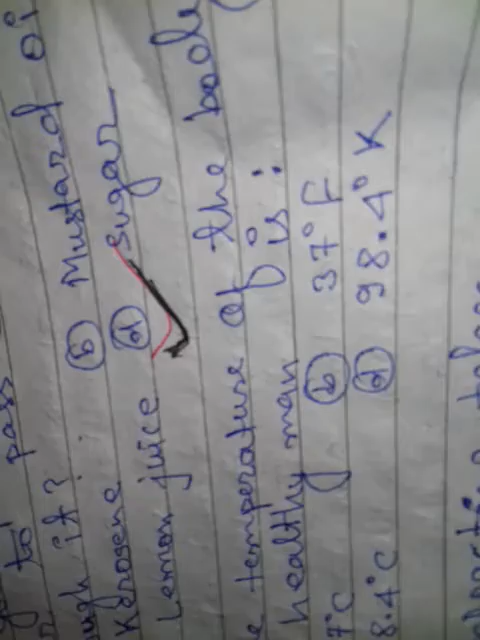 to pass
ugh it? (b) Mustard oi
Kerosene (d) Sugar
Lemon juice
e temperature of the body
healthy man is :
7°C (b) 37°F
8.4°C (d) 98.4°K